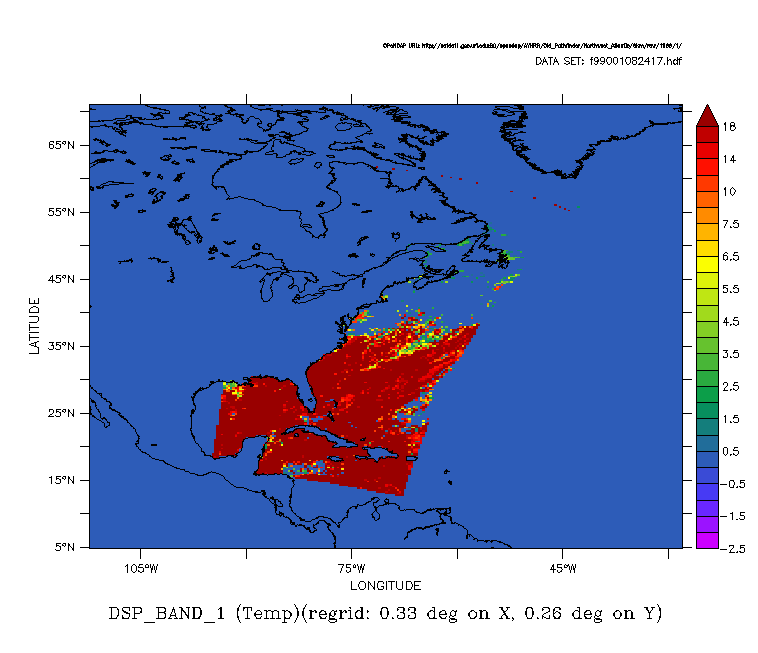 OPeNDAP URL:
DATA SET: f99001082417.hdf
65°N
55°N
45°N
35°N
25°N
15°N
5°N
LATITUDE
105°W
75°W
45°W
LONGITUDE
18
14
10
7.5
6.5
5.5
4.5
3.5
2.5
1.5
0.5
-0.5
-1.5
-2.5
DSP_BAND_1 (Temp)(regrid: 0.33 deg on X, 0.26 deg on Y)